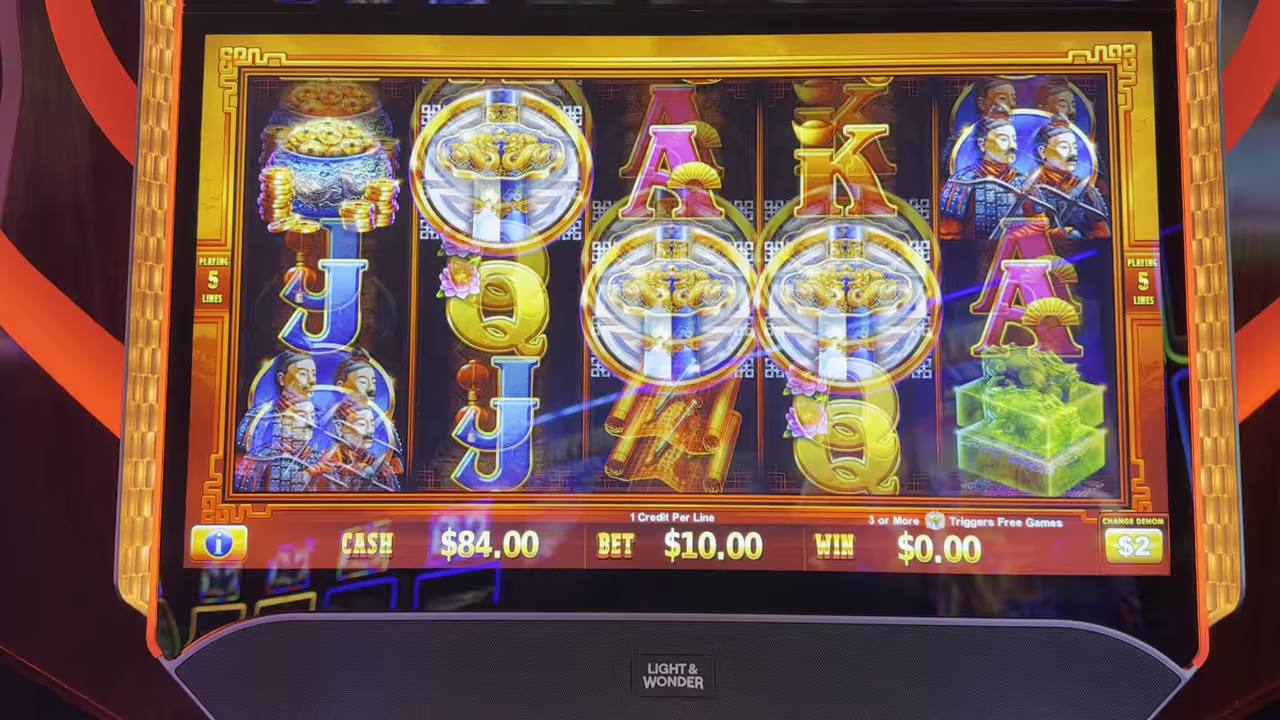 A
K
PLAYING
5
LINES
J
Q
A
PLAYING
5
LINES
J
Q
1 Credit Per Line
3 or More Triggers Free Games
CHANGE DENOM
i
CASH $84.00
BET $10.00
WIN $0.00
$2
LIGHT &
WONDER